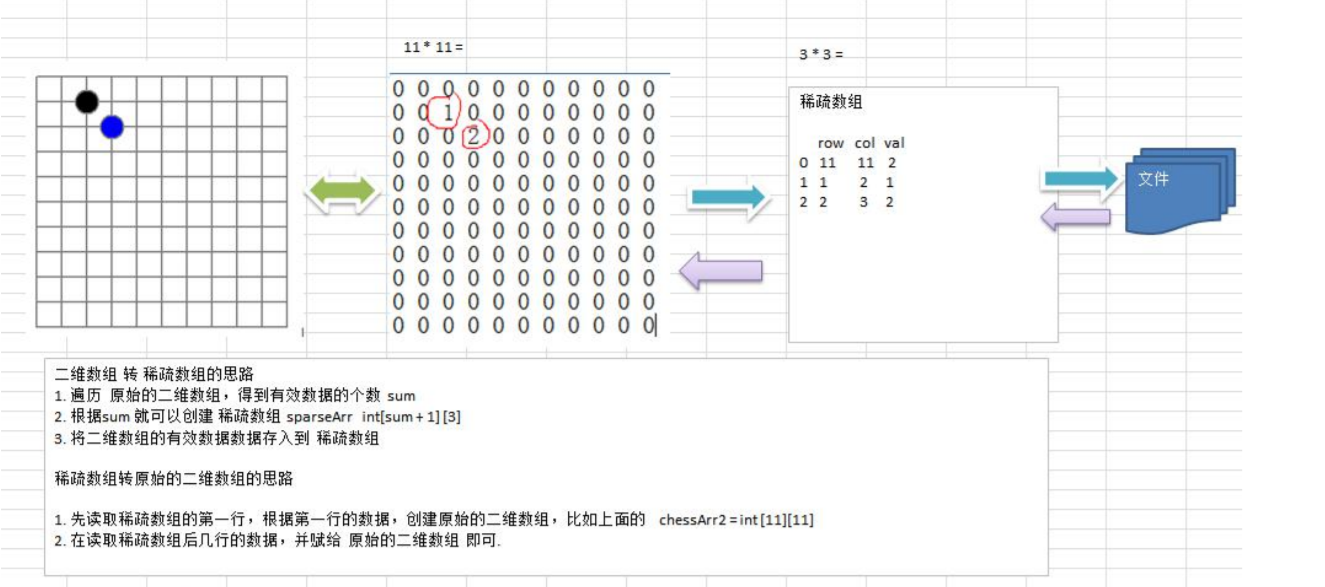 11 * 11 =
3 * 3 =
0 0 0 0 0 0 0 0 0 0 0
0 0 1 0 0 0 0 0 0 0 0
0 0 0 2 0 0 0 0 0 0 0
0 0 0 0 0 0 0 0 0 0 0
0 0 0 0 0 0 0 0 0 0 0
0 0 0 0 0 0 0 0 0 0 0
0 0 0 0 0 0 0 0 0 0 0
0 0 0 0 0 0 0 0 0 0 0
0 0 0 0 0 0 0 0 0 0 0
0 0 0 0 0 0 0 0 0 0 0
0 0 0 0 0 0 0 0 0 0 0
稀疏数组
row col val
0 11 11 2
1 1 2 1
2 2 3 2
文件
二维数组 转 稀疏数组的思路
1. 遍历 原始的二维数组，得到有效数据的个数 sum
2. 根据sum 就可以创建 稀疏数组 sparseArr int[sum + 1] [3]
3. 将二维数组的有效数据数据存入到 稀疏数组
稀疏数组转原始的二维数组的思路
1. 先读取稀疏数组的第一行，根据第一行的数据，创建原始的二维数组，比如上面的 chessArr2 = int [11][11]
2. 在读取稀疏数组后几行的数据，并赋给 原始的二维数组 即可.